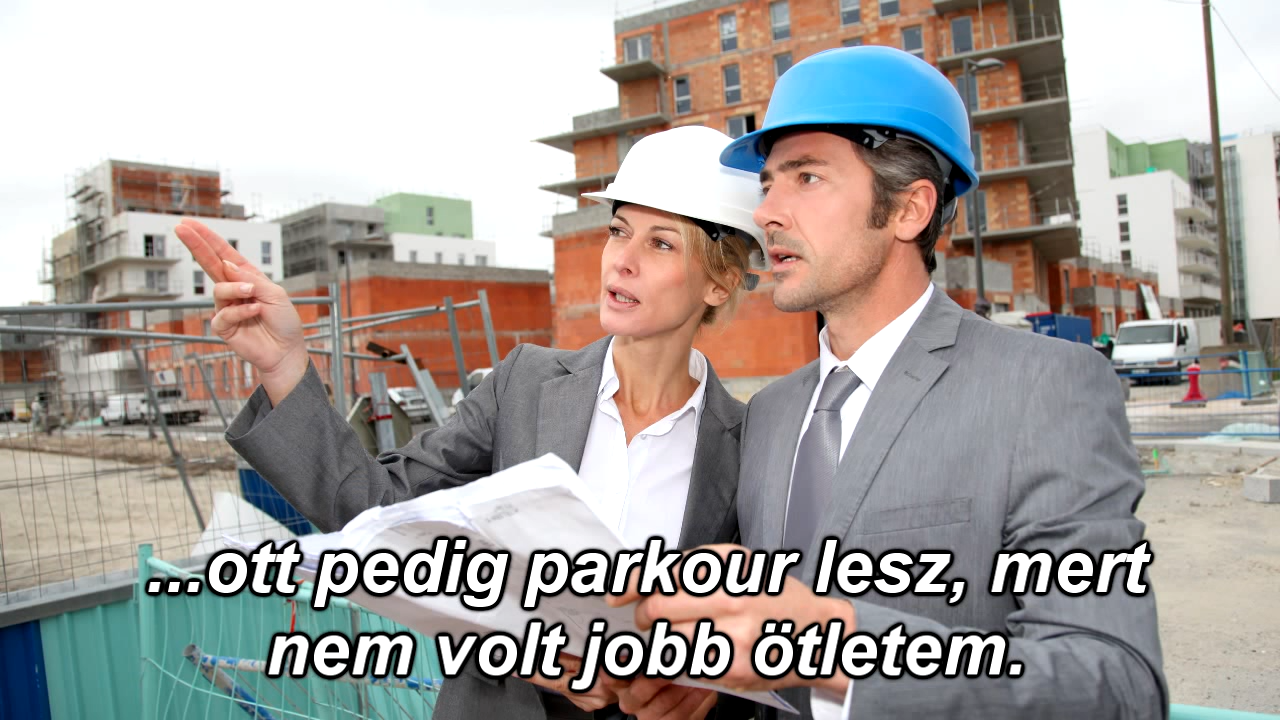 ...ott pedig parkour lesz, mert
nem volt jobb ötletem.